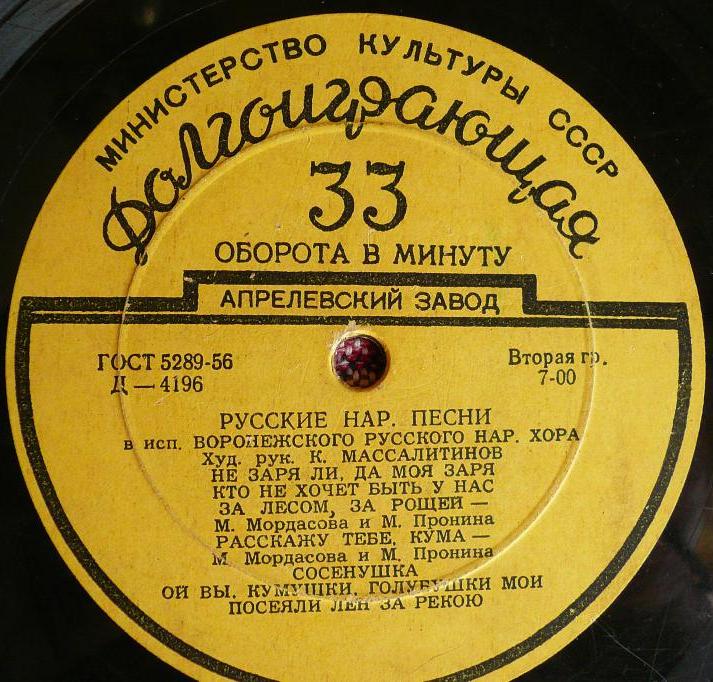 МИНИСТЕРСТВО КУЛЬТУРЫ СССР
Долгоиграющая
33
ОБОРОТА В МИНУТУ
АПРЕЛЕВСКИЙ ЗАВОД
ГОСТ 5289-56
Д — 4196
Вторая гр.
7-00
РУССКИЕ НАР. ПЕСНИ
в исп. ВОРОНЕЖСКОГО РУССКОГО НАР. ХОРА
Худ. рук. К. МАССАЛИТИНОВ
НЕ ЗАРЯ ЛИ, ДА МОЯ ЗАРЯ
КТО НЕ ХОЧЕТ БЫТЬ У НАС
ЗА ЛЕСОМ, ЗА РОЩЕЙ —
М. Мордасова и М. Пронина
РАССКАЖУ ТЕБЕ, КУМА —
М Мордасова и М. Пронина
СОСЕНУШКА
ОЙ ВЫ, КУМУШКИ, ГОЛУБУШКИ МОИ
ПОСЕЯЛИ ЛЕН ЗА РЕКОЮ